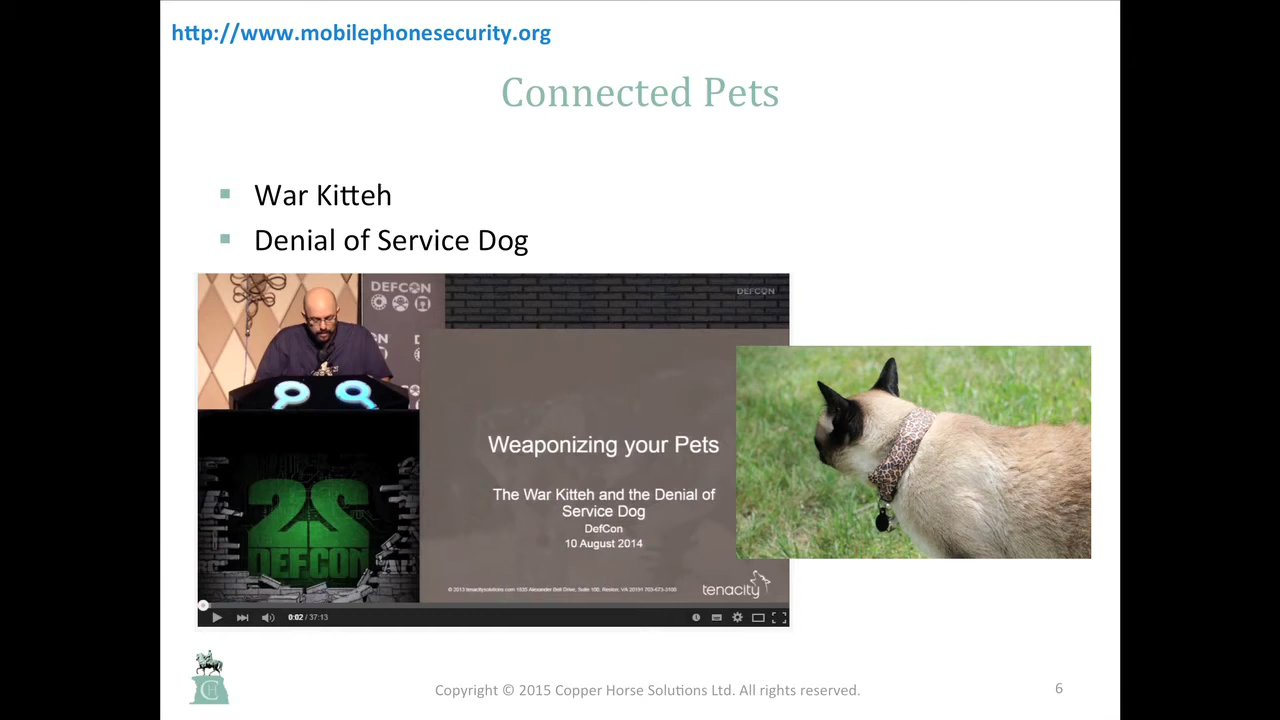 http://www.mobilephonesecurity.org
Connected Pets
War Kitteh
Denial of Service Dog
DEFCON
DEFCON
22
DEFCON
Weaponizing your Pets
The War Kitteh and the Denial of
Service Dog
DefCon
10 August 2014
tenacity
0:02 / 37:13
CH
Copyright © 2015 Copper Horse Solutions Ltd. All rights reserved.
6